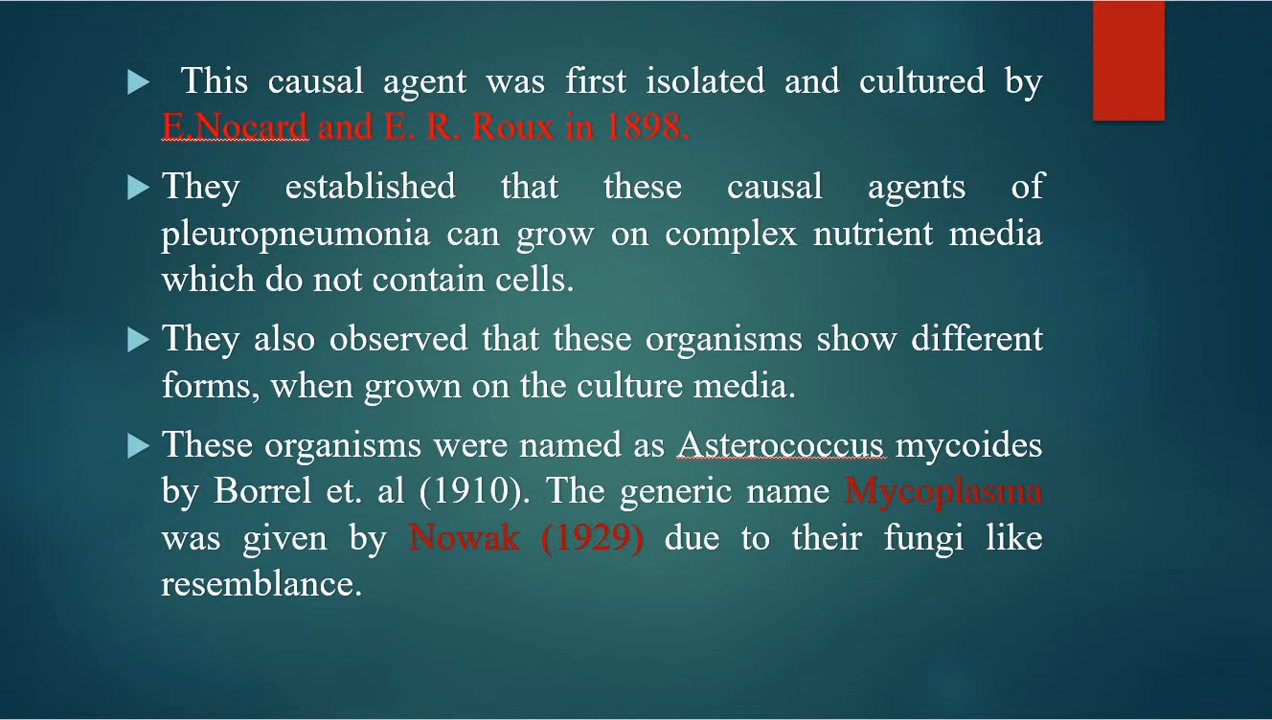 This causal agent was first isolated and cultured by
E.Nocard and E. R. Roux in 1898.
They established that these causal agents of
pleuropneumonia can grow on complex nutrient media
which do not contain cells.
They also observed that these organisms show different
forms, when grown on the culture media.
These organisms were named as Asterococcus mycoides
by Borrel et. al (1910). The generic name Mycoplasma
was given by Nowak (1929) due to their fungi like
resemblance.